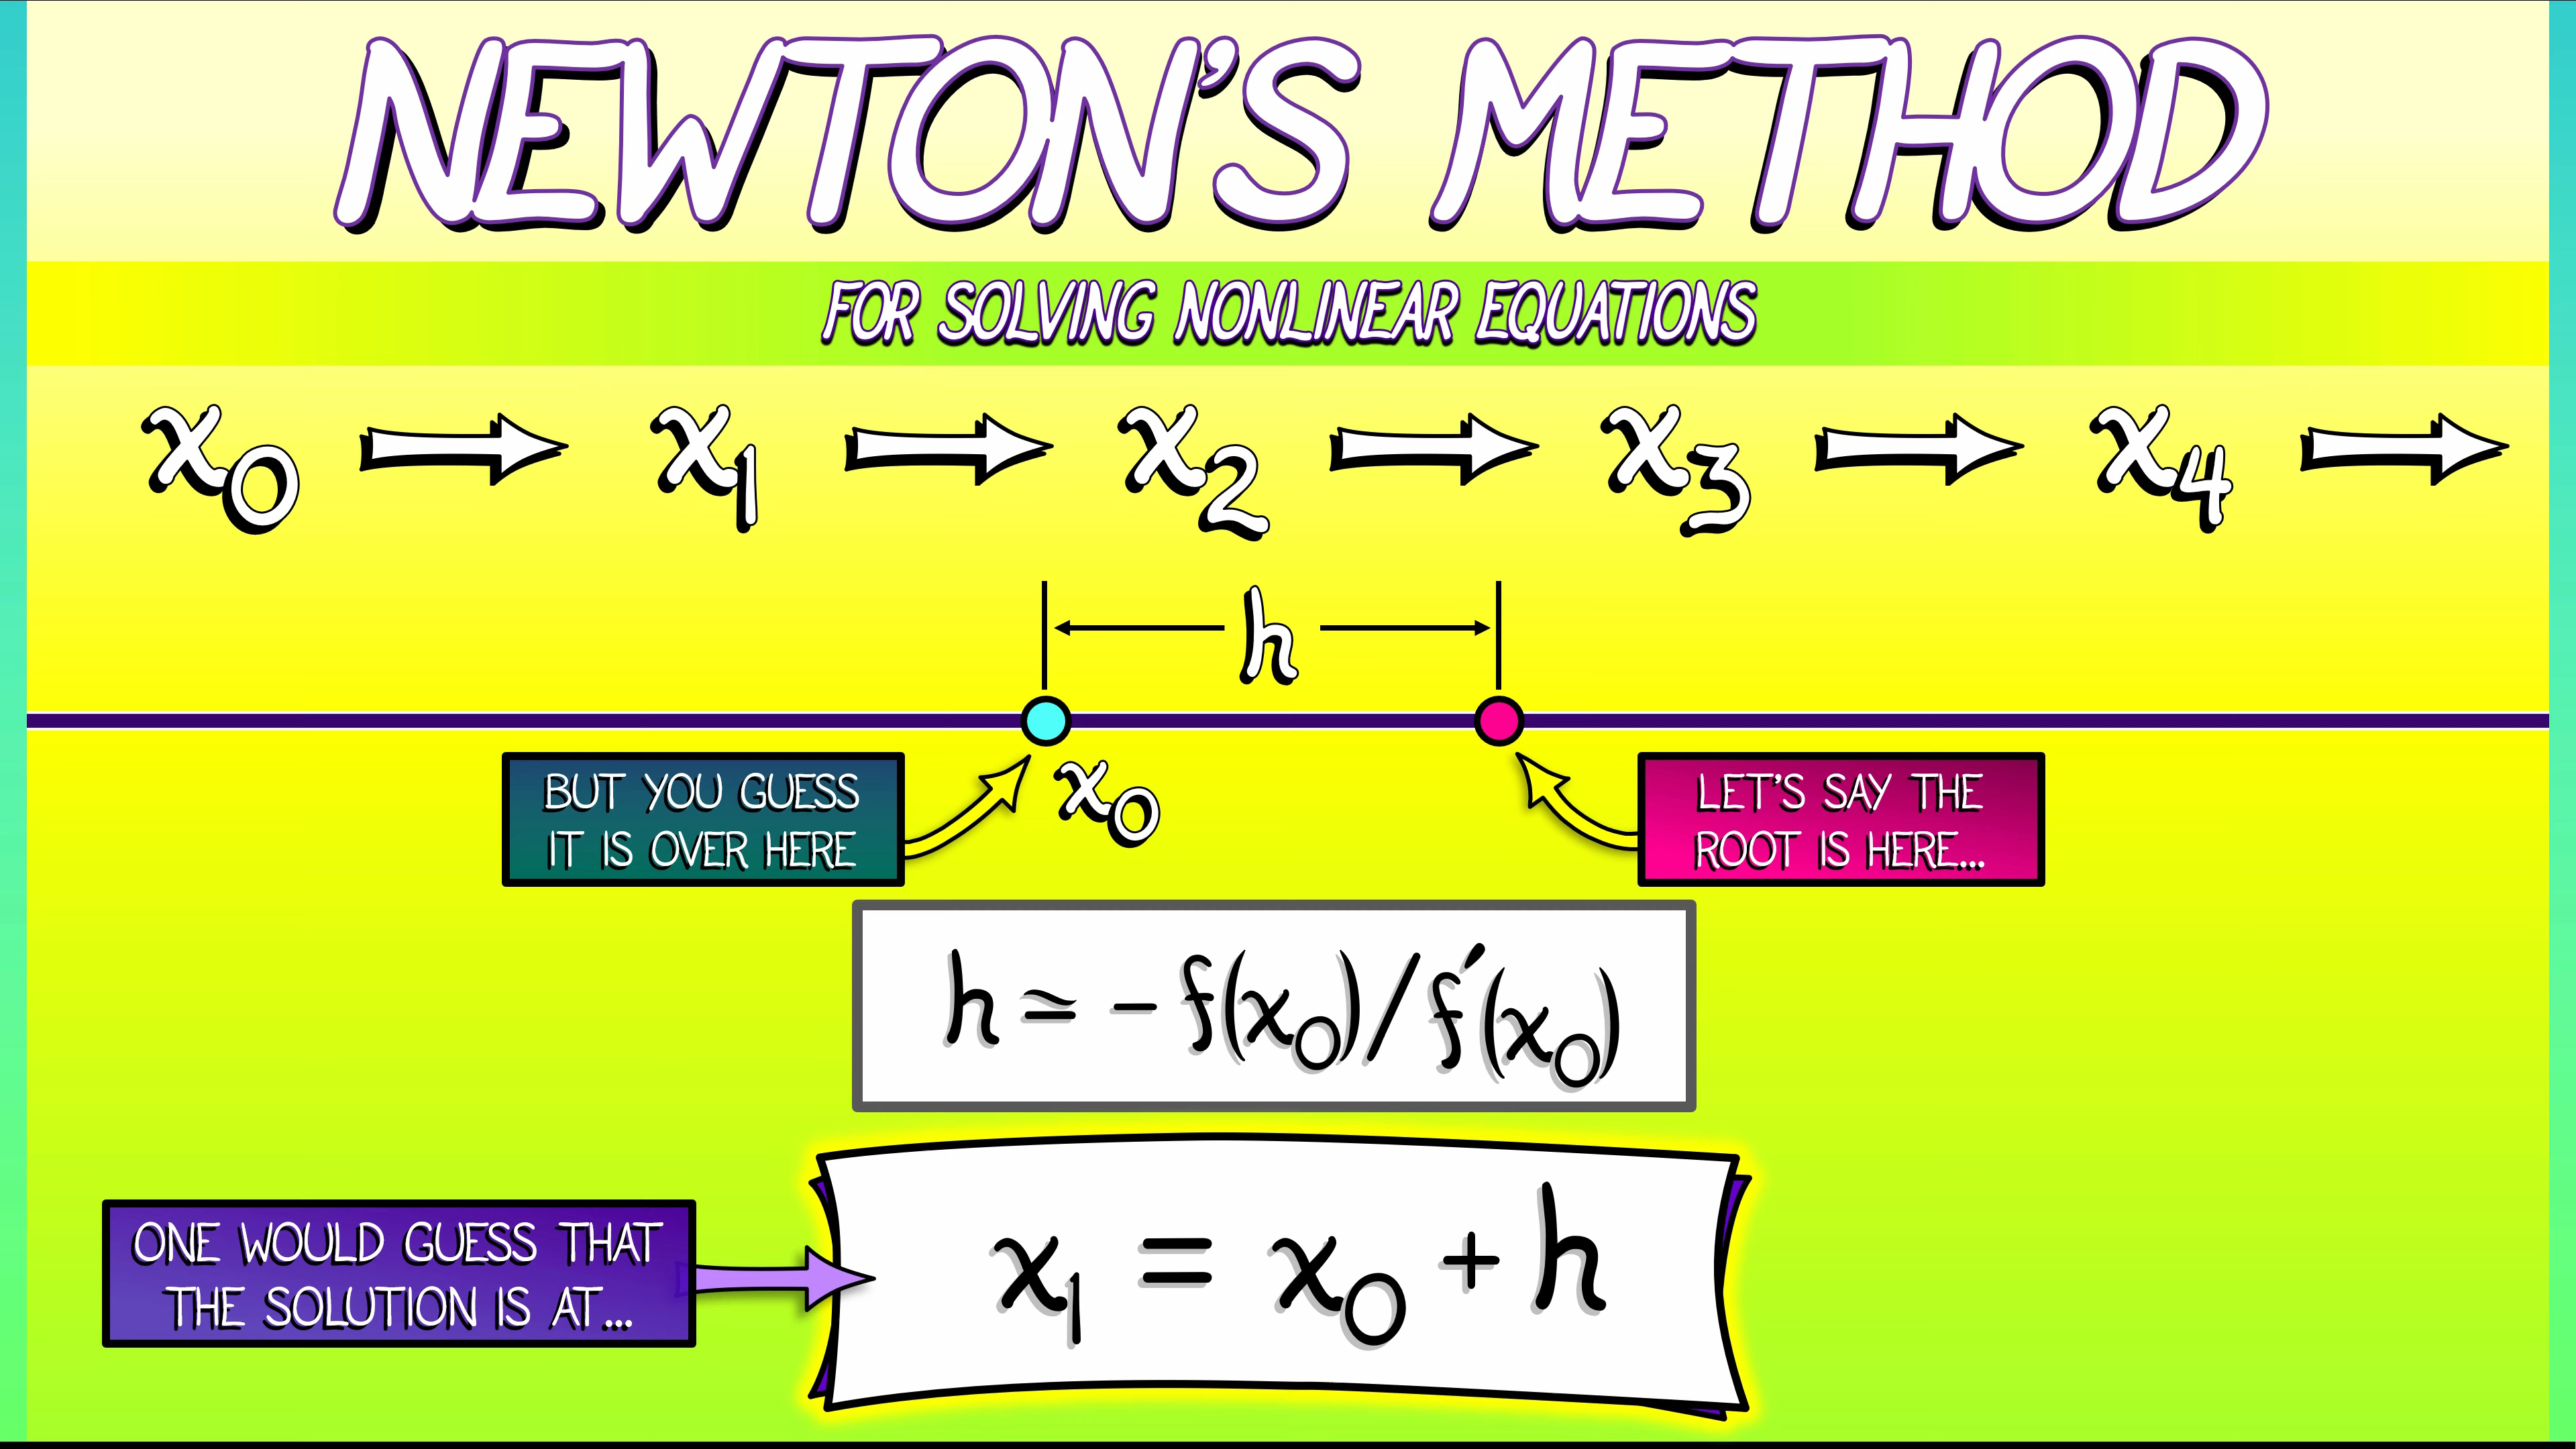 NEWTON'S METHOD
FOR SOLVING NONLINEAR EQUATIONS
x₀ → x₁ → x₂ → x₃ → x₄ →
h
BUT YOU GUESS
IT IS OVER HERE
x₀
LET'S SAY THE
ROOT IS HERE...
h ≃ - f(x₀)/f′(x₀)
ONE WOULD GUESS THAT
THE SOLUTION IS AT...
x₁ = x₀ + h